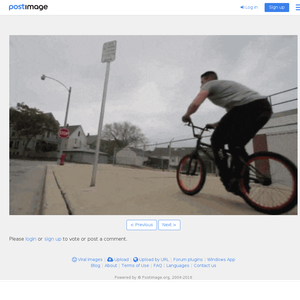 postimage
Log in
Sign up
< Previous
Next >
Please login or sign up to vote or post a comment.
Viral Images | Upload | Upload by URL | Forum plugins | Windows App
Blog | About | Terms of Use | FAQ | Languages | Contact us
Powered by © Postimage.org, 2004-2015